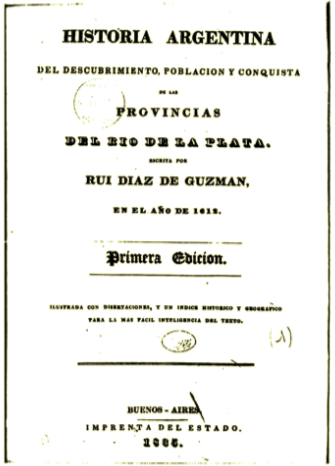 HISTORIA ARGENTINA
DEL DESCUBRIMIENTO, POBLACION Y CONQUISTA
DE LAS
PROVINCIAS
DEL RIO DE LA PLATA.
ESCRITA POR
RUI DIAZ DE GUZMAN,
EN EL AÑO DE 1612.
Primera Edicion.
ILUSTRADA CON DISERTACIONES, Y UN INDICE HISTORICO Y GEOGRAFICO
PARA LA MAS FACIL INTELIGENCIA DEL TEXTO.
(1)
BUENOS-AIRES
IMPRENTA DEL ESTADO.